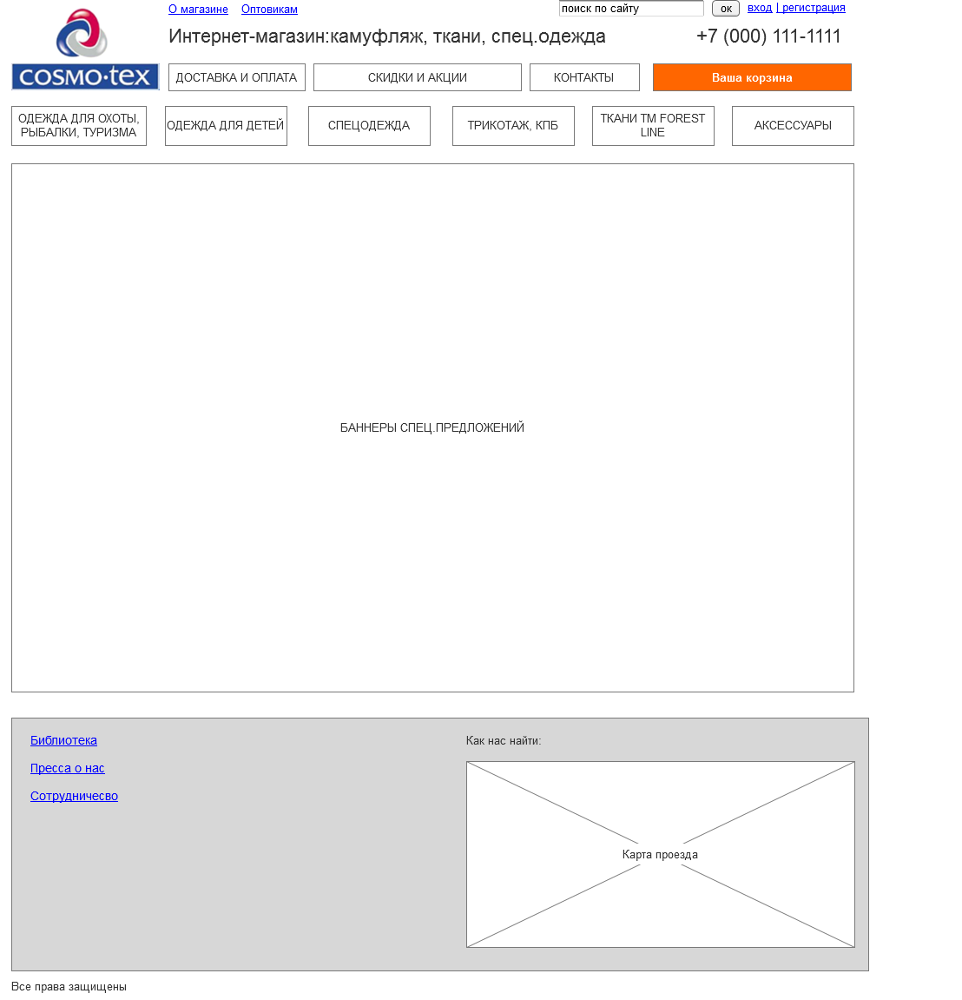 О магазине Оптовикам поиск по сайту ок вход | регистрация
Интернет-магазин:камуфляж, ткани, спец.одежда +7 (000) 111-1111
COSMO·TEX
ДОСТАВКА И ОПЛАТА СКИДКИ И АКЦИИ КОНТАКТЫ Ваша корзина
ОДЕЖДА ДЛЯ ОХОТЫ,
РЫБАЛКИ, ТУРИЗМА
ОДЕЖДА ДЛЯ ДЕТЕЙ
СПЕЦОДЕЖДА
ТРИКОТАЖ, КПБ
ТКАНИ ТМ FOREST
LINE
АКСЕССУАРЫ
БАННЕРЫ СПЕЦ.ПРЕДЛОЖЕНИЙ
Библиотека
Пресса о нас
Сотрудничесво
Как нас найти:
Карта проезда
Все права защищены